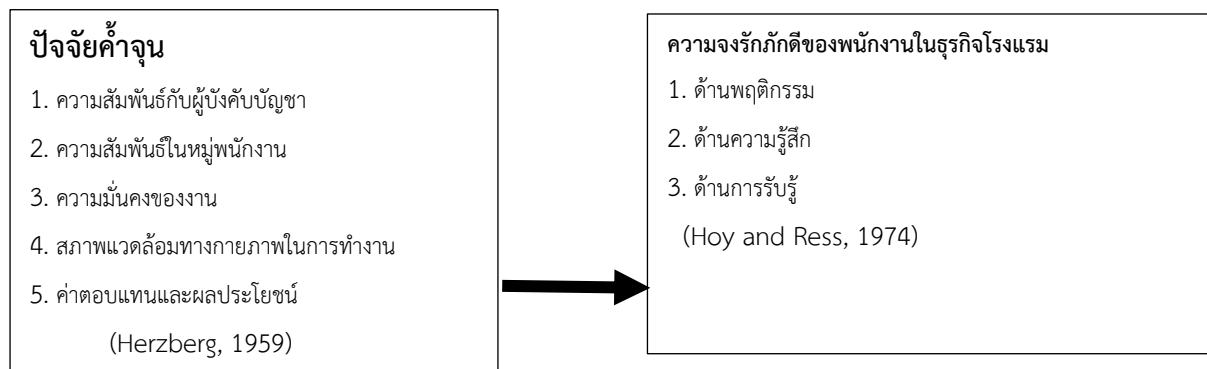 ปัจจัยค้ำจุน
1. ความสัมพันธ์กับผู้บังคับบัญชา
2. ความสัมพันธ์ในหมู่พนักงาน
3. ความมั่นคงของงาน
4. สภาพแวดล้อมทางกายภาพในการทำงาน
5. ค่าตอบแทนและผลประโยชน์
(Herzberg, 1959)
ความจงรักภักดีของพนักงานในธุรกิจโรงแรม
1. ด้านพฤติกรรม
2. ด้านความรู้สึก
3. ด้านการรับรู้
(Hoy and Ress, 1974)